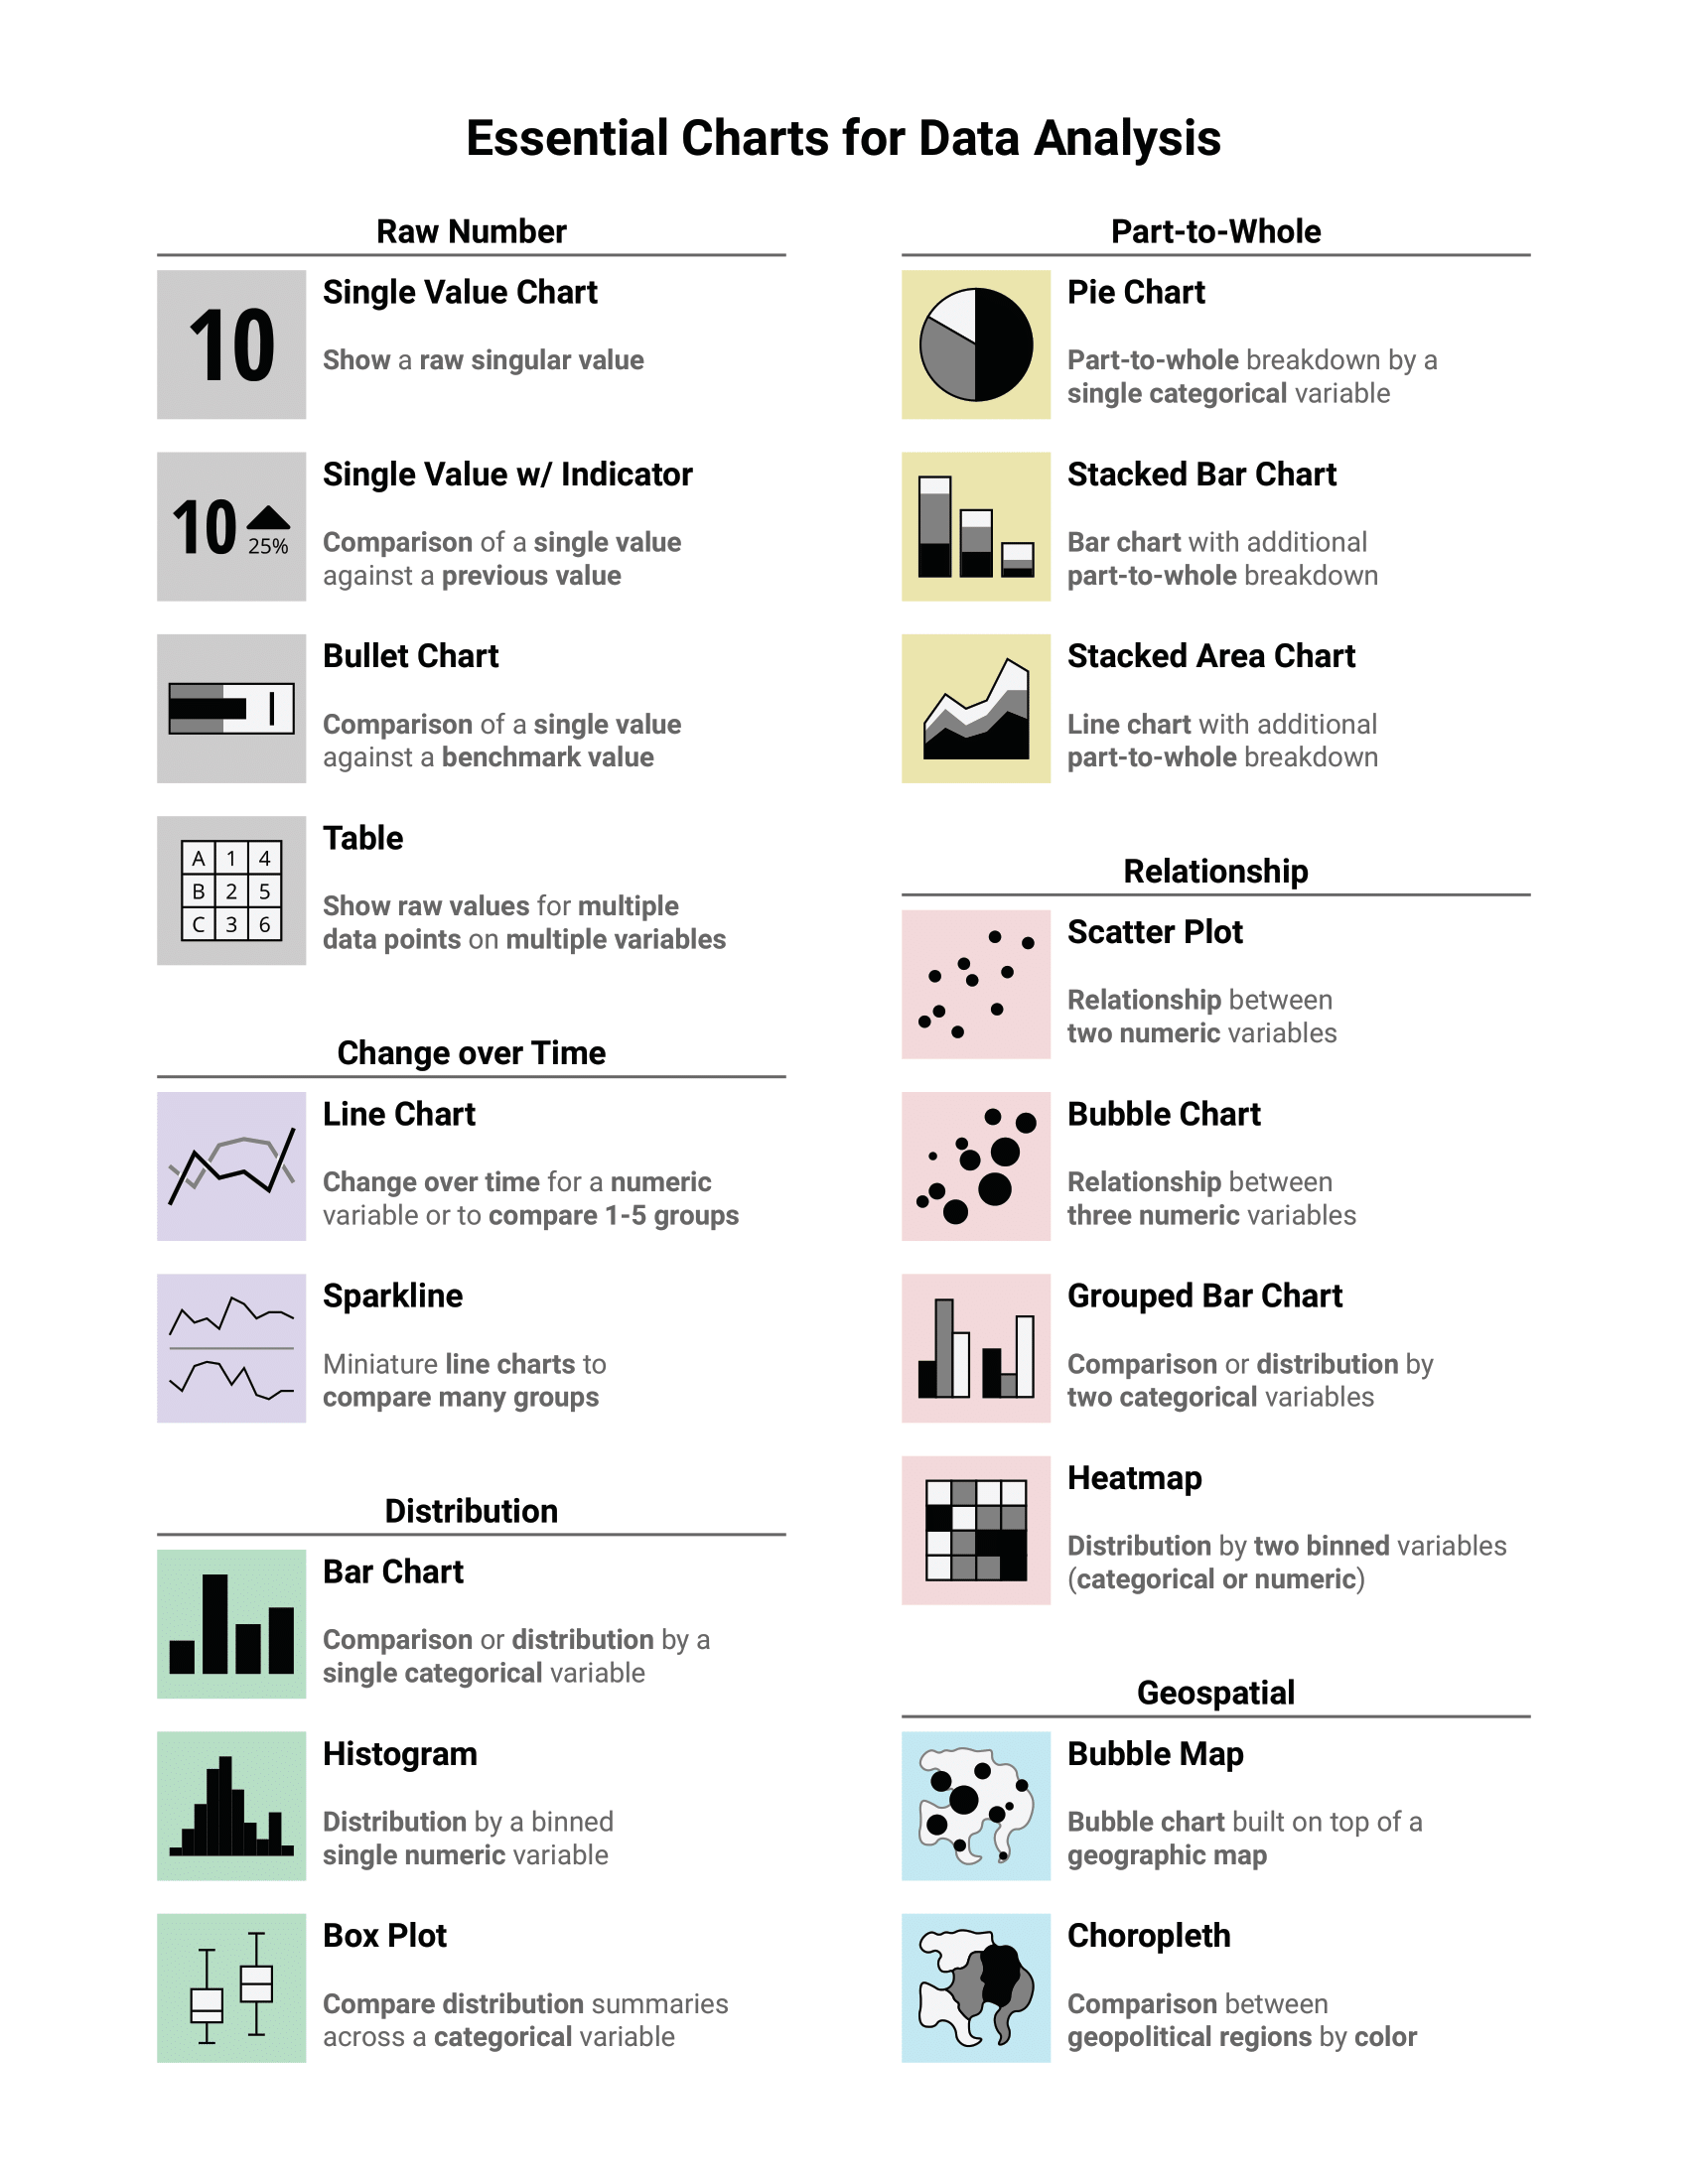 Essential Charts for Data Analysis
Raw Number
10
Single Value Chart
Show a raw singular value
10
25%
Single Value w/ Indicator
Comparison of a single value
against a previous value
Bullet Chart
Comparison of a single value
against a benchmark value
A 1 4
B 2 5
C 3 6
Table
Show raw values for multiple
data points on multiple variables
Change over Time
Line Chart
Change over time for a numeric
variable or to compare 1-5 groups
Sparkline
Miniature line charts to
compare many groups
Distribution
Bar Chart
Comparison or distribution by a
single categorical variable
Histogram
Distribution by a binned
single numeric variable
Box Plot
Compare distribution summaries
across a categorical variable
Part-to-Whole
Pie Chart
Part-to-whole breakdown by a
single categorical variable
Stacked Bar Chart
Bar chart with additional
part-to-whole breakdown
Stacked Area Chart
Line chart with additional
part-to-whole breakdown
Relationship
Scatter Plot
Relationship between
two numeric variables
Bubble Chart
Relationship between
three numeric variables
Grouped Bar Chart
Comparison or distribution by
two categorical variables
Heatmap
Distribution by two binned variables
(categorical or numeric)
Geospatial
Bubble Map
Bubble chart built on top of a
geographic map
Choropleth
Comparison between
geopolitical regions by color